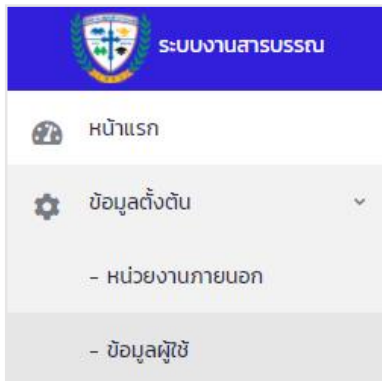 ระบบงานสารบรรณ
หน้าแรก
ข้อมูลตั้งต้น
- หน่วยงานภายนอก
- ข้อมูลผู้ใช้